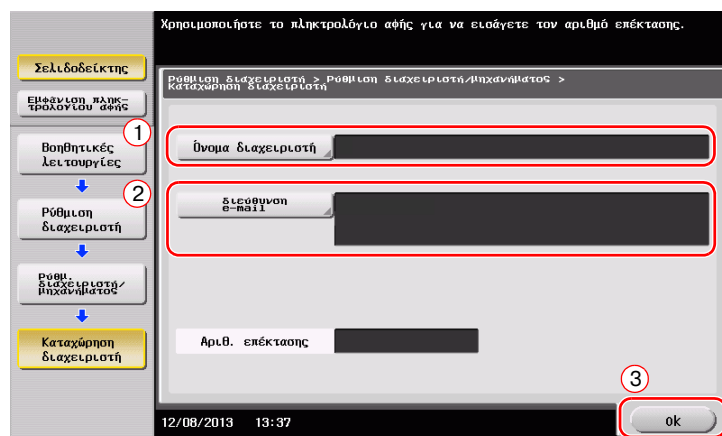 Χρησιμοποιήστε το πληκτρολόγιο αφής για να εισάγετε τον αριθμό επέκτασης.
Σελιδοδείκτης
Εμφάνιση πληκ-
τρολογίου αφής
Βοηθητικές
λειτουργίες
Ρύθμιση
διαχειριστή
Ρύθμ.
διαχειριστή/
μηχανήματος
Καταχώρηση
διαχειριστή
Ρύθμιση διαχειριστή > Ρύθμιση διαχειριστή/μηχανήματος >
Καταχώρηση διαχειριστή
1
Όνομα διαχειριστή
2
διεύθυνση
e-mail
Αριθ. επέκτασης
3
12/08/2013 13:37
ok